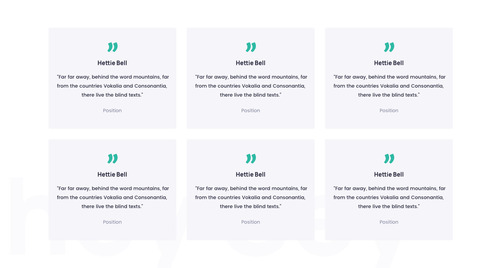 Hettie Bell
"Far far away, behind the word mountains, far
from the countries Vokalia and Consonantia,
there live the blind texts."
Position
Hettie Bell
"Far far away, behind the word mountains, far
from the countries Vokalia and Consonantia,
there live the blind texts."
Position
Hettie Bell
"Far far away, behind the word mountains, far
from the countries Vokalia and Consonantia,
there live the blind texts."
Position
Hettie Bell
"Far far away, behind the word mountains, far
from the countries Vokalia and Consonantia,
there live the blind texts."
Position
Hettie Bell
"Far far away, behind the word mountains, far
from the countries Vokalia and Consonantia,
there live the blind texts."
Position
Hettie Bell
"Far far away, behind the word mountains, far
from the countries Vokalia and Consonantia,
there live the blind texts."
Position